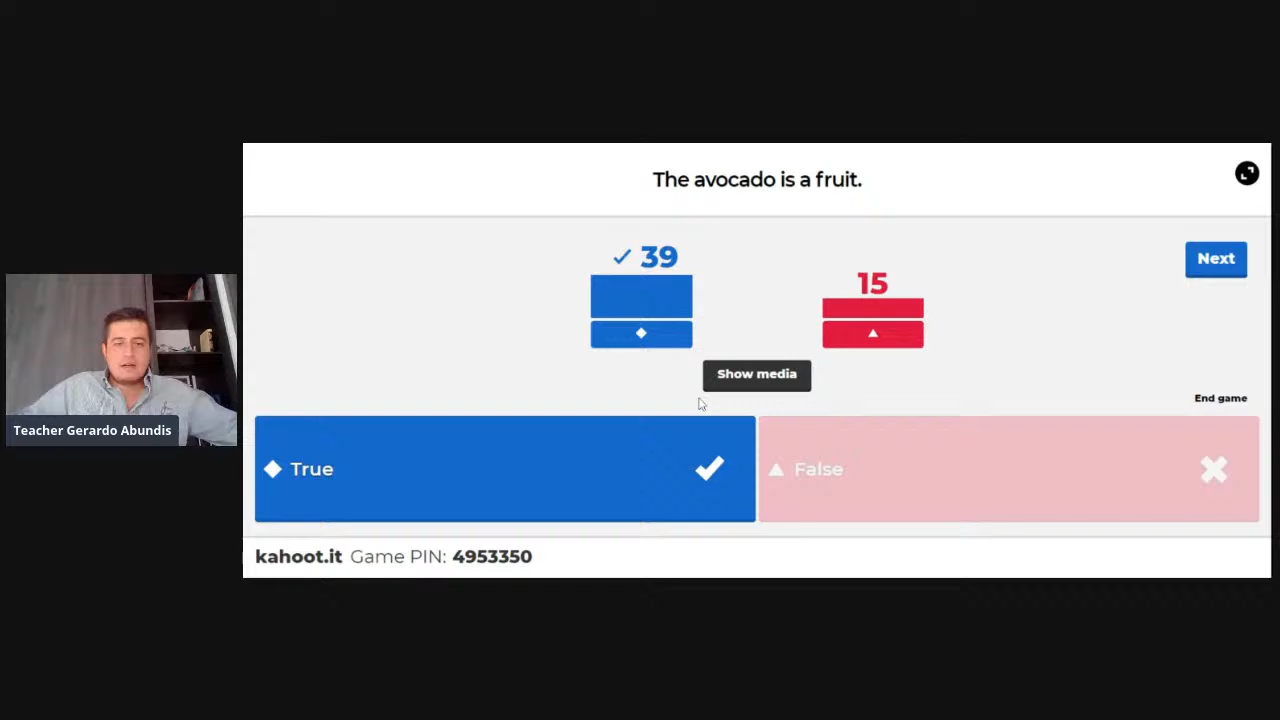 The avocado is a fruit.
39
15
Next
Show media
End game
Teacher Gerardo Abundis
True
False
kahoot.it Game PIN: 4953350